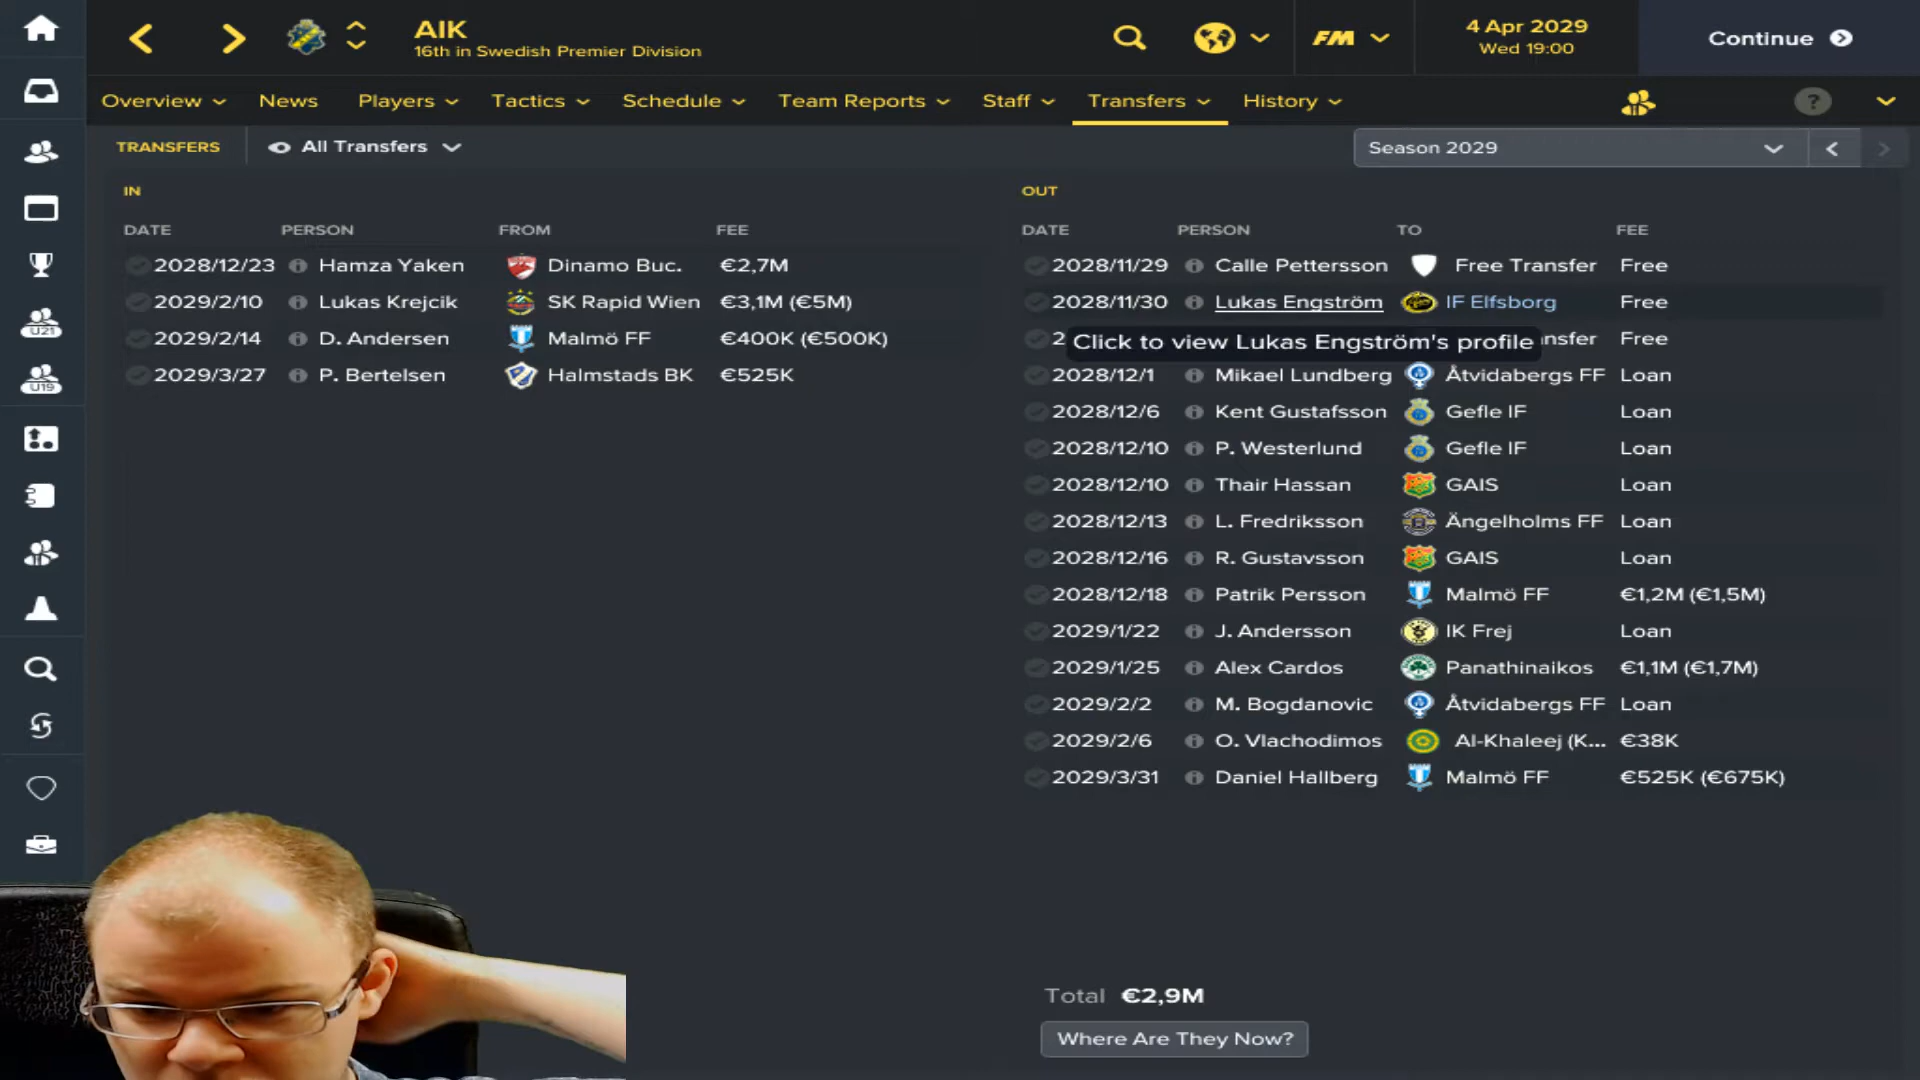 AIK
16th in Swedish Premier Division
FM
4 Apr 2029
Wed 19:00
Continue
Overview
News
Players
Tactics
Schedule
Team Reports
Staff
Transfers
History
?
TRANSFERS
All Transfers
Season 2029
IN
DATE PERSON FROM FEE
2028/12/23 Hamza Yaken Dinamo Buc. €2,7M
2029/2/10 Lukas Krejcik SK Rapid Wien €3,1M (€5M)
2029/2/14 D. Andersen Malmö FF €400K (€500K)
2029/3/27 P. Bertelsen Halmstads BK €525K
OUT
DATE PERSON TO FEE
2028/11/29 Calle Pettersson Free Transfer Free
2028/11/30 Lukas Engström IF Elfsborg Free
Click to view Lukas Engström's profile
Free
2028/12/1 Mikael Lundberg Åtvidabergs FF Loan
2028/12/6 Kent Gustafsson Gefle IF Loan
2028/12/10 P. Westerlund Gefle IF Loan
2028/12/10 Thair Hassan GAIS Loan
2028/12/13 L. Fredriksson Ängelholms FF Loan
2028/12/16 R. Gustavsson GAIS Loan
2028/12/18 Patrik Persson Malmö FF €1,2M (€1,5M)
2029/1/22 J. Andersson IK Frej Loan
2029/1/25 Alex Cardos Panathinaikos €1,1M (€1,7M)
2029/2/2 M. Bogdanovic Åtvidabergs FF Loan
2029/2/6 O. Vlachodimos Al-Khaleej (K... €38K
2029/3/31 Daniel Hallberg Malmö FF €525K (€675K)
Total €2,9M
Where Are They Now?
U21
U19